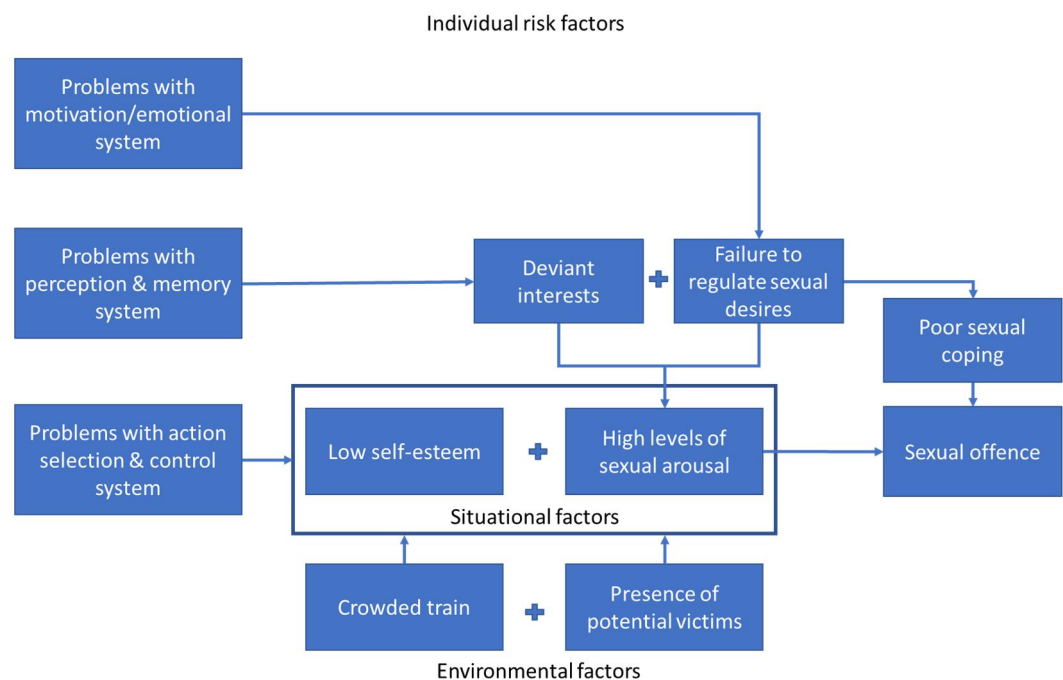 Individual risk factors
Problems with
motivation/emotional
system
Problems with
perception & memory
system
Deviant
interests
Failure to
regulate sexual
desires
Poor sexual
coping
Problems with action
selection & control
system
Low self-esteem
High levels of
sexual arousal
Sexual offence
Situational factors
Crowded train
Presence of
potential victims
Environmental factors